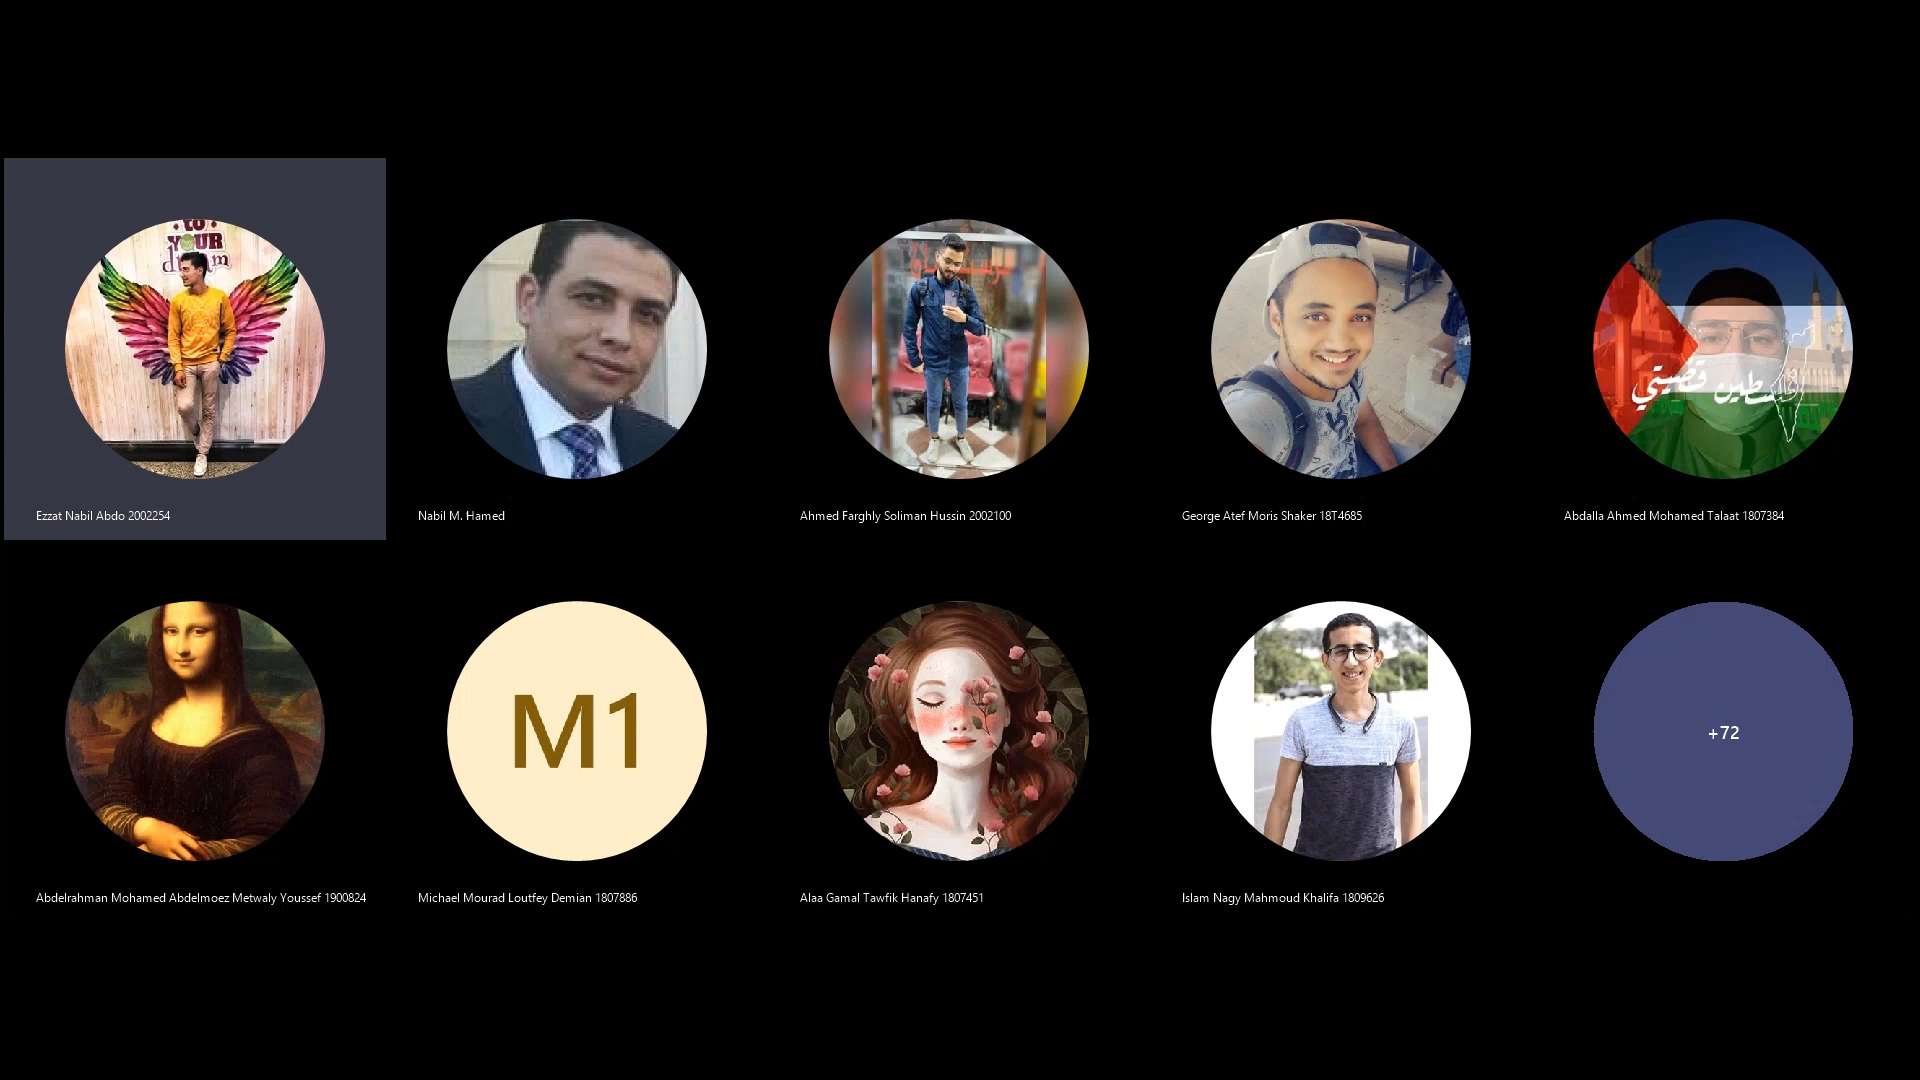 to
YOUR
dream
Ezzat Nabil Abdo 2002254
Nabil M. Hamed
Ahmed Farghly Soliman Hussin 2002100
George Atef Moris Shaker 18T4685
فلسطين قضيتي
Abdalla Ahmed Mohamed Talaat 1807384
Abdelrahman Mohamed Abdelmoez Metwaly Youssef 1900824
M1
Michael Mourad Loutfey Demian 1807886
Alaa Gamal Tawfik Hanafy 1807451
Islam Nagy Mahmoud Khalifa 1809626
+72